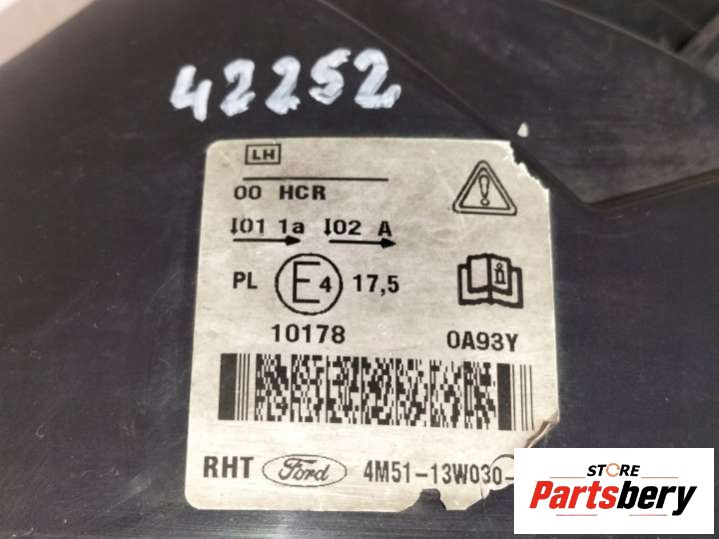 42252
LH
00 HCR
I01 1a I02 A
PL E4 17,5
10178 0A93Y
RHT Ford 4M51-13W030-
STORE
Partsbery